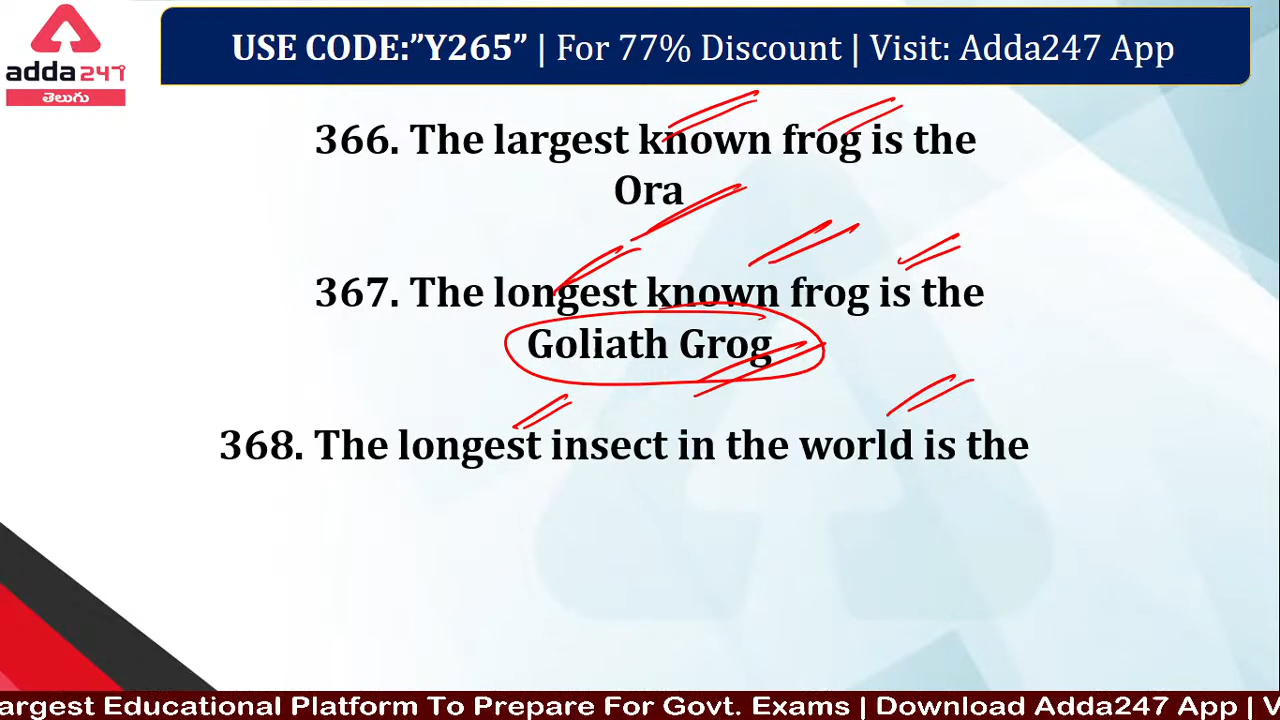 adda247
తెలుగు
USE CODE:”Y265” | For 77% Discount | Visit: Adda247 App
366. The largest known frog is the
Ora
367. The longest known frog is the
Goliath Grog
368. The longest insect in the world is the
argest Educational Platform To Prepare For Govt. Exams | Download Adda247 App | V